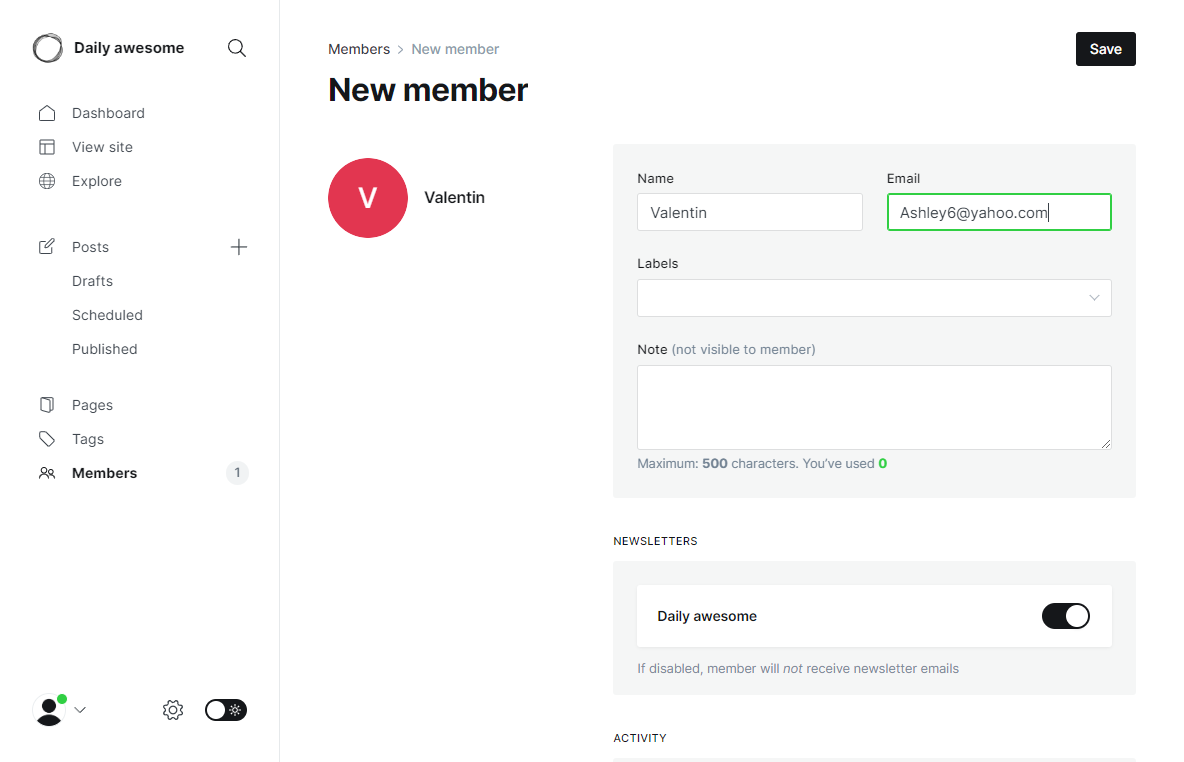 Daily awesome
Dashboard
View site
Explore
Posts
Drafts
Scheduled
Published
Pages
Tags
Members 1
Members > New member
Save
New member
V
Valentin
Name
Email
Valentin
Ashley6@yahoo.com
Labels
Note (not visible to member)
Maximum: 500 characters. You’ve used 0
NEWSLETTERS
Daily awesome
If disabled, member will not receive newsletter emails
ACTIVITY